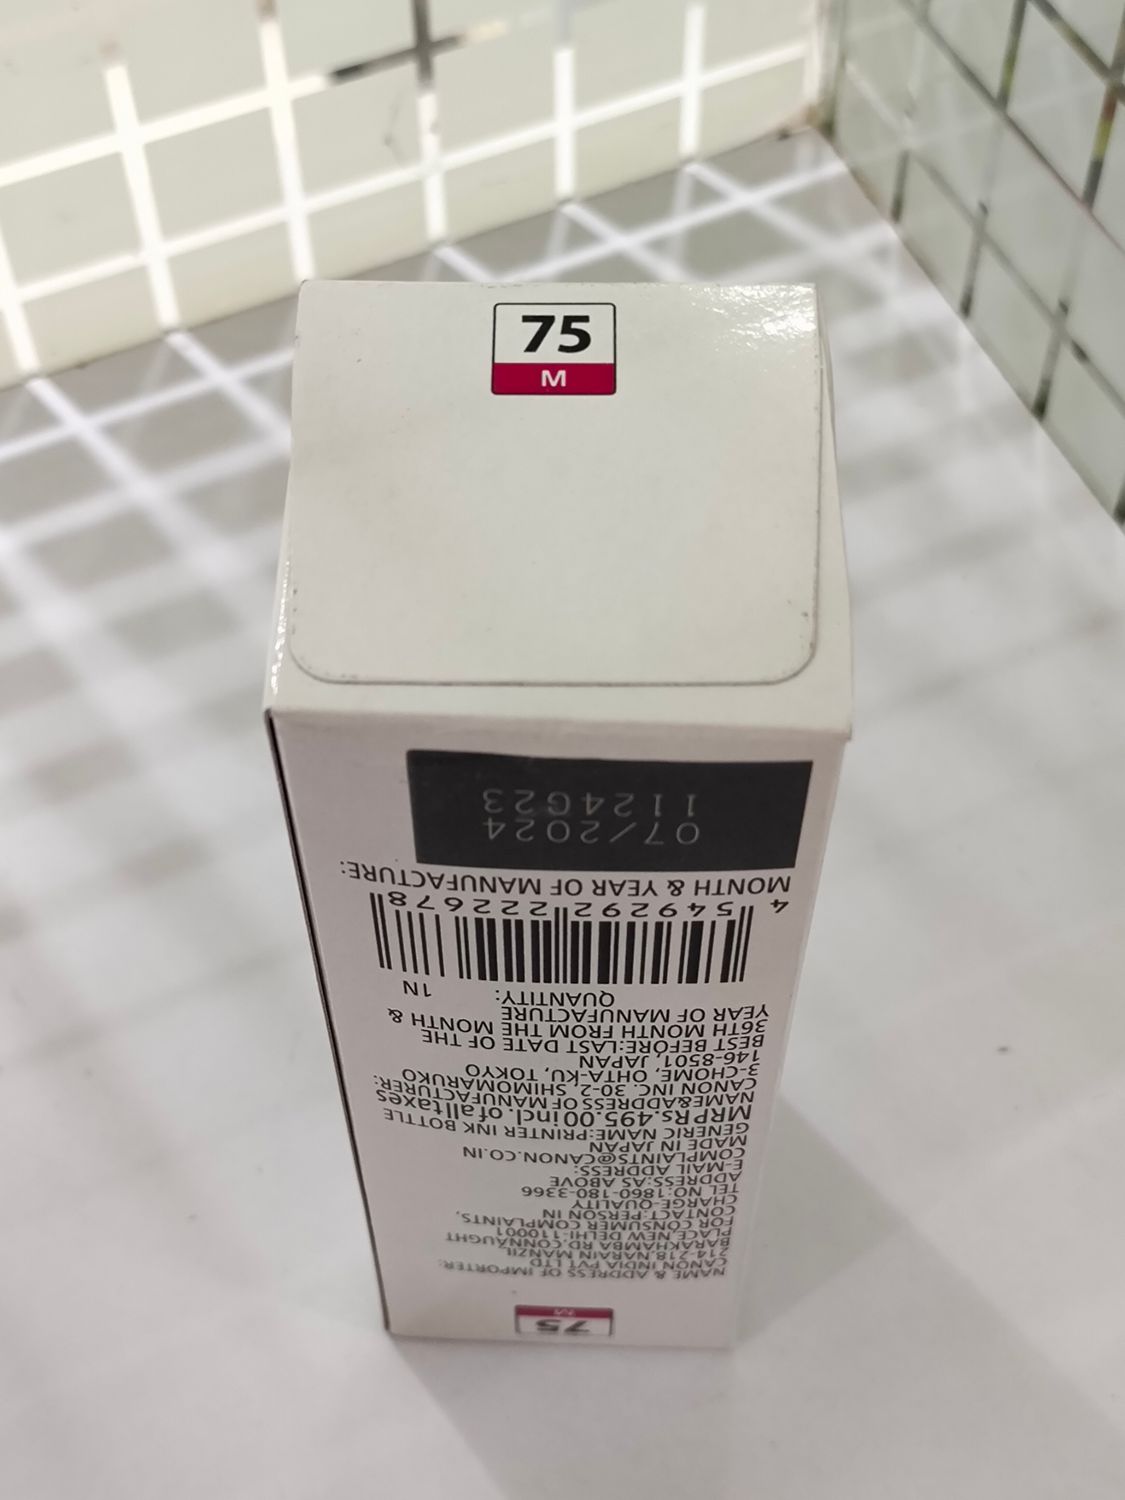 75
M
75
M
NAME & ADDRESS OF IMPORTER:
CANON INDIA PVT LTD
214-218,NARAIN MANZIL
BARAKHAMBA RD,CONNAUGHT
PLACE,NEW DELHI-110001
FOR CONSUMER COMPLAINTS,
CONTACT:PERSON IN
CHARGE-QUALITY
TEL NO:1860-180-3366
ADDRESS:AS ABOVE
E-MAIL ADDRESS:
COMPLAINTS@CANON.CO.IN
MADE IN JAPAN
GENERIC NAME:PRINTER INK BOTTLE
MRP Rs.495.00 incl. of all taxes
NAME&ADDRESS OF MANUFACTURER:
CANON INC. 30-2, SHIMOMARUKO
3-CHOME, OHTA-KU, TOKYO
146-8501, JAPAN
BEST BEFORE:LAST DATE OF THE
36TH MONTH FROM THE MONTH &
YEAR OF MANUFACTURE
QUANTITY: 1N
4 549292 222678
MONTH & YEAR OF MANUFACTURE:
07/2024
1124G23